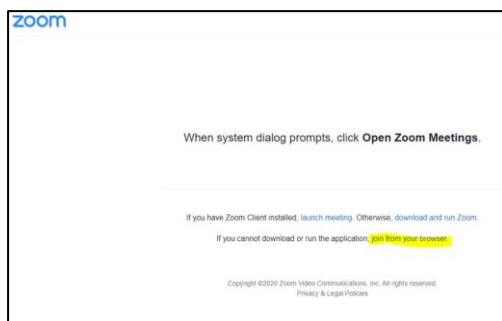 zoom
When system dialog prompts, click Open Zoom Meetings.
If you have Zoom Client installed, launch meeting. Otherwise, download and run Zoom.
If you cannot download or run the application, join from your browser.
Copyright ©2020 Zoom Video Communications, Inc. All rights reserved
Privacy & Legal Policies